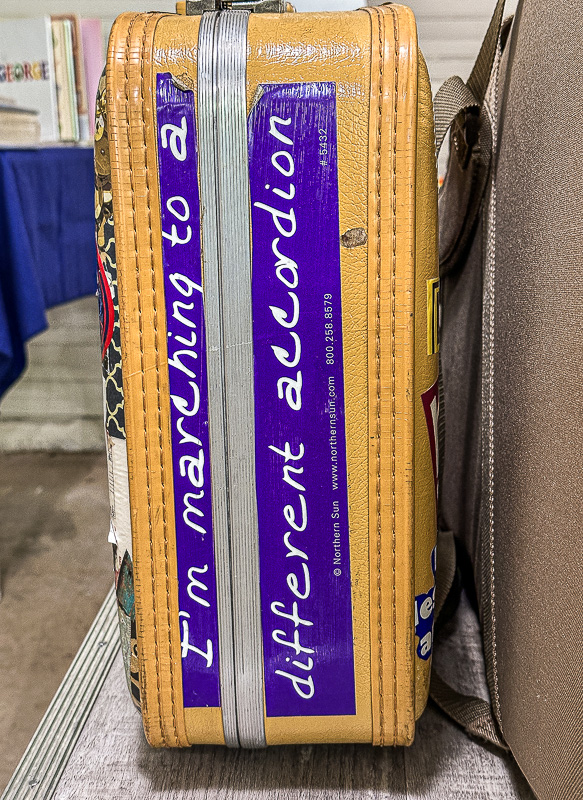 GEORGE
I'm marching to a
different accordion
# 5432
© Northern Sun www.northernsun.com 800.258.8579